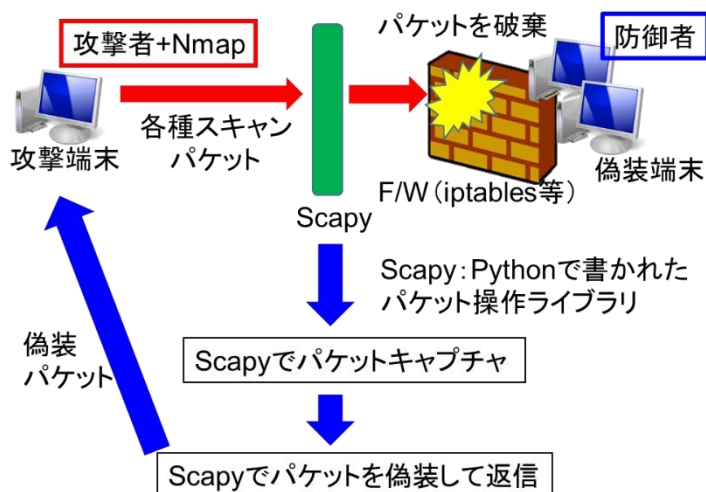 攻撃者+Nmap
パケットを破棄
防御者
各種スキャン
パケット
攻撃端末
偽装端末
F/W（iptables等）
Scapy
Scapy：Pythonで書かれた
パケット操作ライブラリ
偽装
パケット
Scapyでパケットキャプチャ
Scapyでパケットを偽装して返信